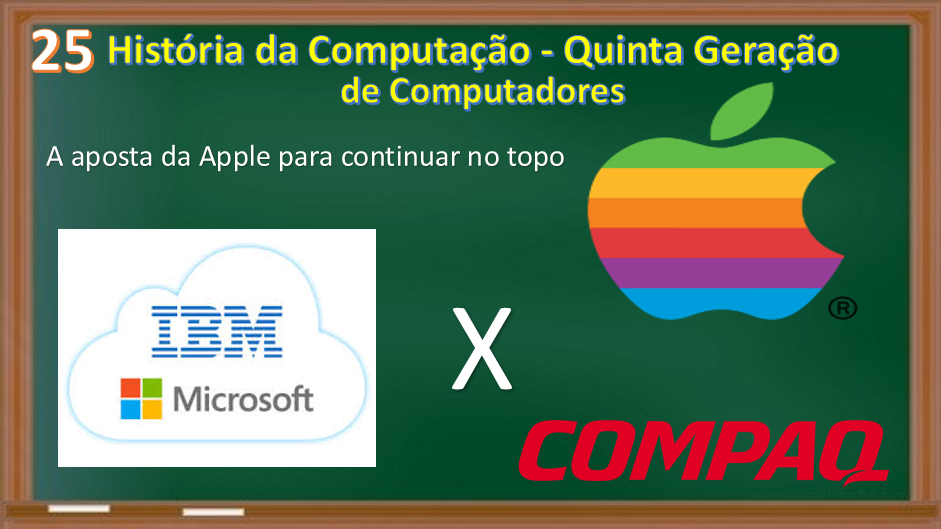 25 História da Computação - Quinta Geração
de Computadores
A aposta da Apple para continuar no topo
IBM
Microsoft
X
®
COMPAQ